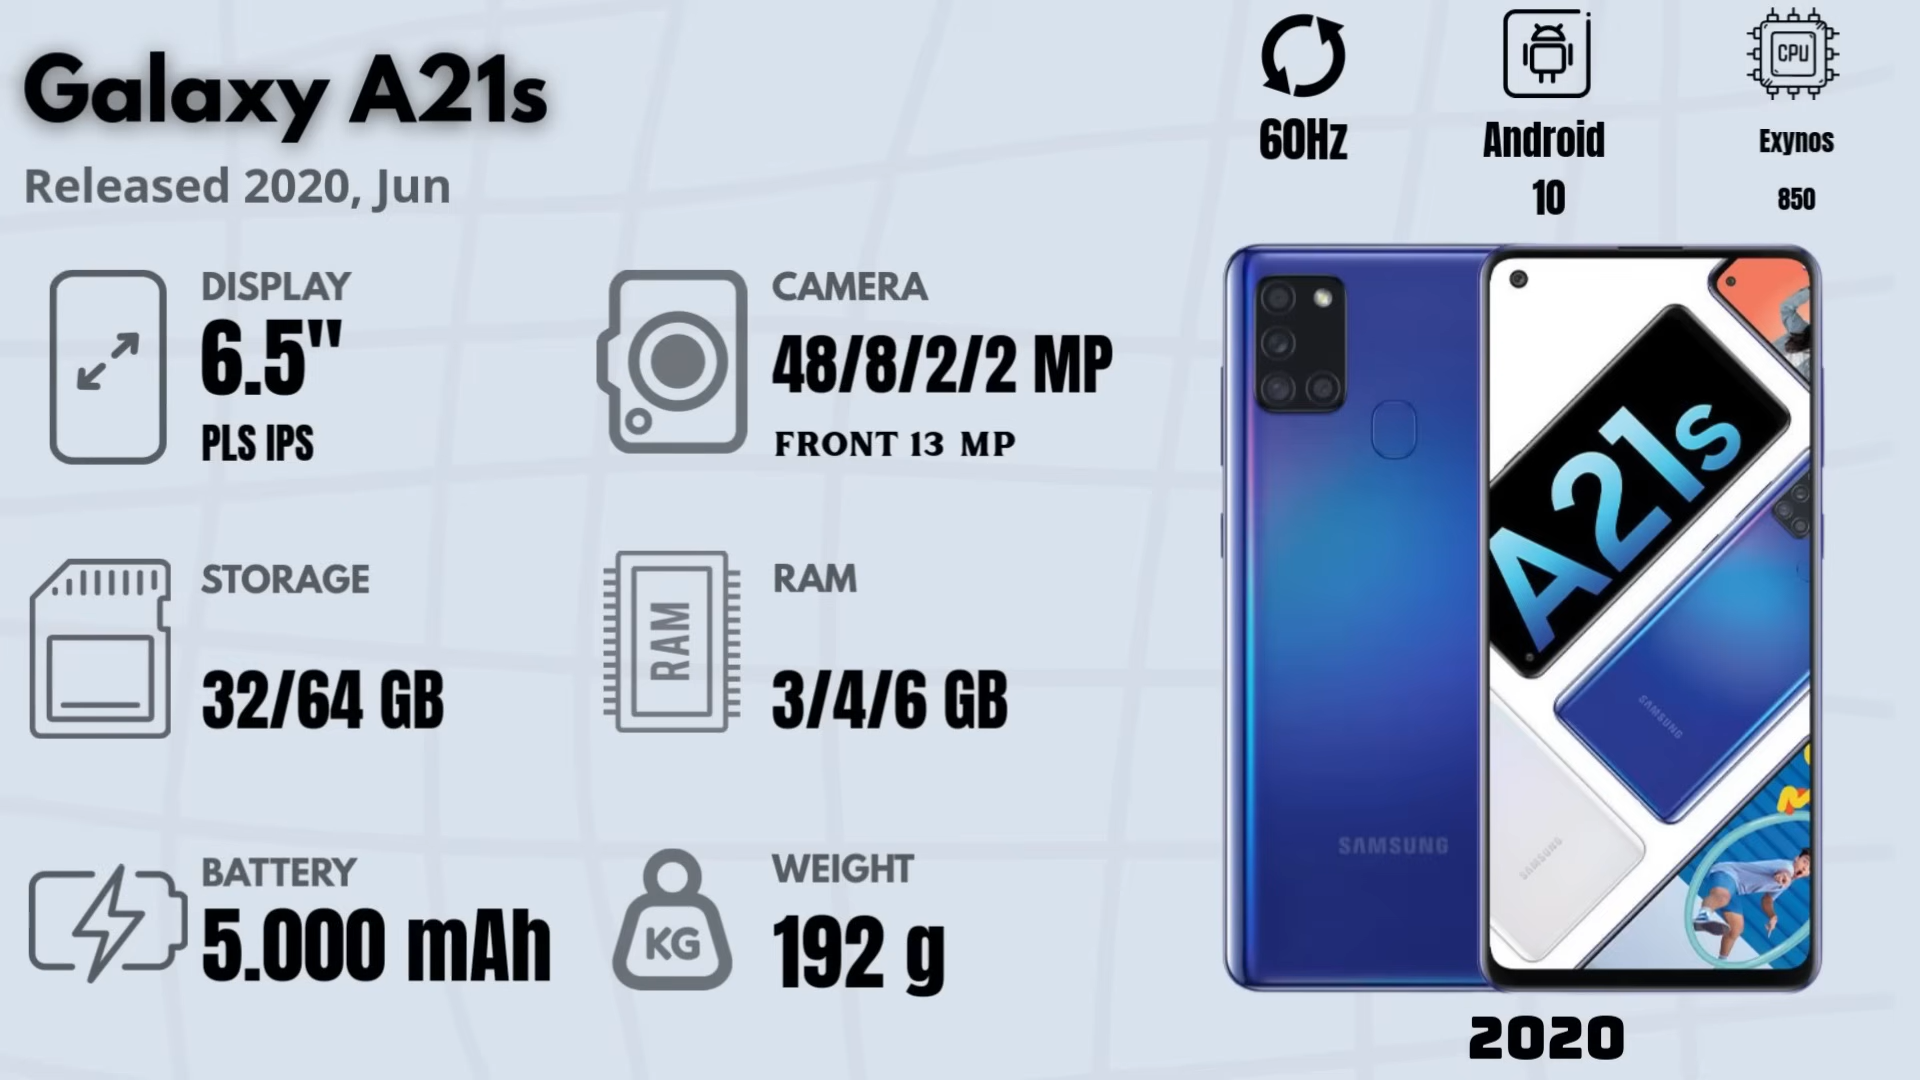 Galaxy A21s
Released 2020, Jun
60Hz
Android
10
CPU
Exynos
850
DISPLAY
6.5"
PLS IPS
CAMERA
48/8/2/2 MP
FRONT 13 MP
STORAGE
32/64 GB
RAM
RAM
3/4/6 GB
BATTERY
5.000 mAh
KG
WEIGHT
192 g
SAMSUNG
A21s
SAMSUNG
SAMSUNG
2020